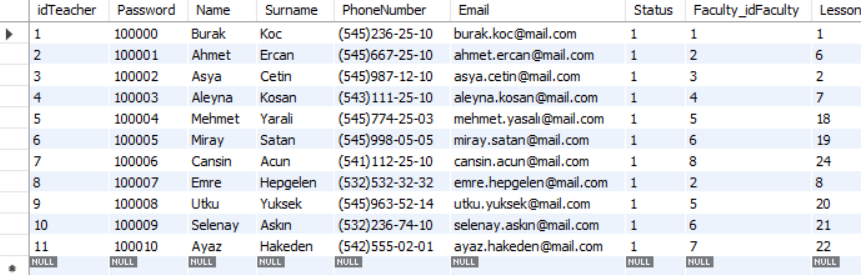 idTeacher Password Name Surname PhoneNumber Email Status Faculty_idFaculty Lesson
1 100000 Burak Koc (545)236-25-10 burak.koc@mail.com 1 1 1
2 100001 Ahmet Ercan (545)667-25-10 ahmet.ercan@mail.com 1 2 6
3 100002 Asya Cetin (545)987-12-10 asya.cetin@mail.com 1 3 2
4 100003 Aleyna Kosan (543)111-25-10 aleyna.kosan@mail.com 1 4 7
5 100004 Mehmet Yarali (545)774-25-03 mehmet.yasalı@mail.com 1 5 18
6 100005 Miray Satan (545)998-05-05 miray.satan@mail.com 1 6 19
7 100006 Cansin Acun (541)112-25-10 cansin.acun@mail.com 1 8 24
8 100007 Emre Hepgelen (532)532-32-32 emre.hepgelen@mail.com 1 2 8
9 100008 Utku Yuksek (545)963-52-14 utku.yuksek@mail.com 1 5 20
10 100009 Selenay Askın (532)236-74-10 selenay.askın@mail.com 1 6 21
11 100010 Ayaz Hakeden (542)555-02-01 ayaz.hakeden@mail.com 1 7 22
NULL NULL NULL NULL NULL NULL NULL NULL NULL